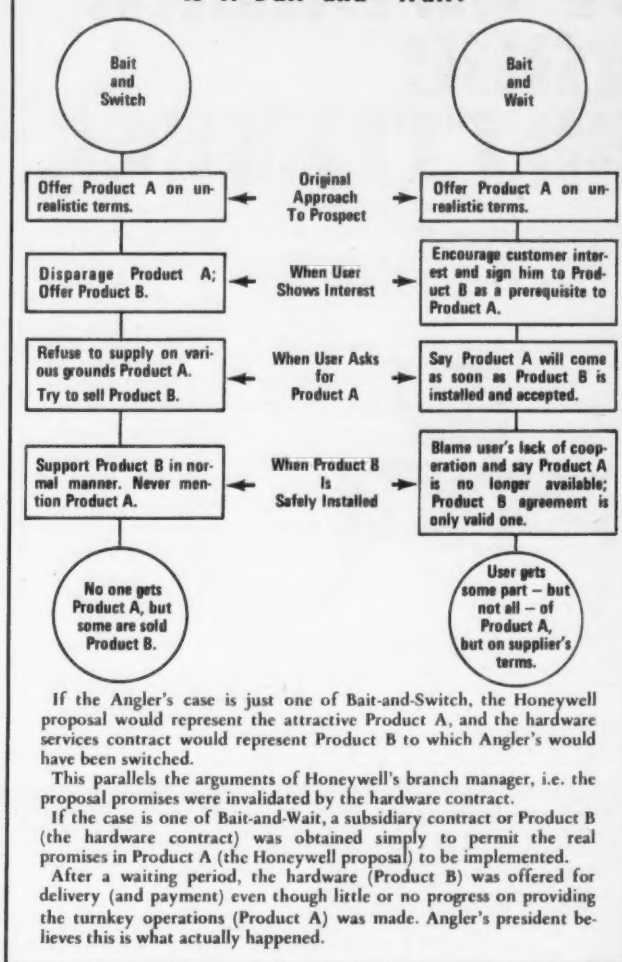 Bait
and
Switch
Bait
and
Wait
Offer Product A on un-
realistic terms.
Original
Approach
To Prospect
Offer Product A on un-
realistic terms.
Disparage Product A;
Offer Product B.
When User
Shows Interest
Encourage customer inter-
est and sign him to Prod-
uct B as a prerequisite to
Product A.
Refuse to supply on vari-
ous grounds Product A.
Try to sell Product B.
When User Asks
for
Product A
Say Product A will come
as soon as Product B is
installed and accepted.
Support Product B in nor-
mal manner. Never men-
tion Product A.
When Product B
Is
Safely Installed
Blame user's lack of coop-
eration and say Product A
is no longer available;
Product B agreement is
only valid one.
No one gets
Product A, but
some are sold
Product B.
User gets
some part – but
not all – of
Product A,
but on supplier's
terms.
If the Angler's case is just one of Bait-and-Switch, the Honeywell
proposal would represent the attractive Product A, and the hardware
services contract would represent Product B to which Angler's would
have been switched.
This parallels the arguments of Honeywell's branch manager, i.e. the
proposal promises were invalidated by the hardware contract.
If the case is one of Bait-and-Wait, a subsidiary contract or Product B
(the hardware contract) was obtained simply to permit the real
promises in Product A (the Honeywell proposal) to be implemented.
After a waiting period, the hardware (Product B) was offered for
delivery (and payment) even though little or no progress on providing
the turnkey operations (Product A) was made. Angler's president be-
lieves this is what actually happened.